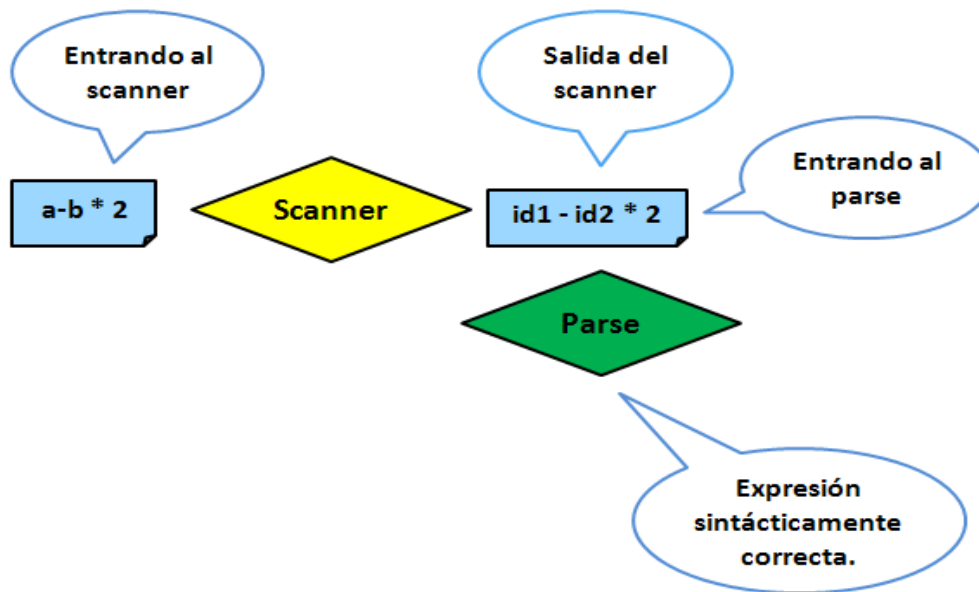 Entrando al
scanner
Salida del
scanner
Entrando al
parse
a-b * 2
Scanner
id1 - id2 * 2
Parse
Expresión
sintácticamente
correcta.